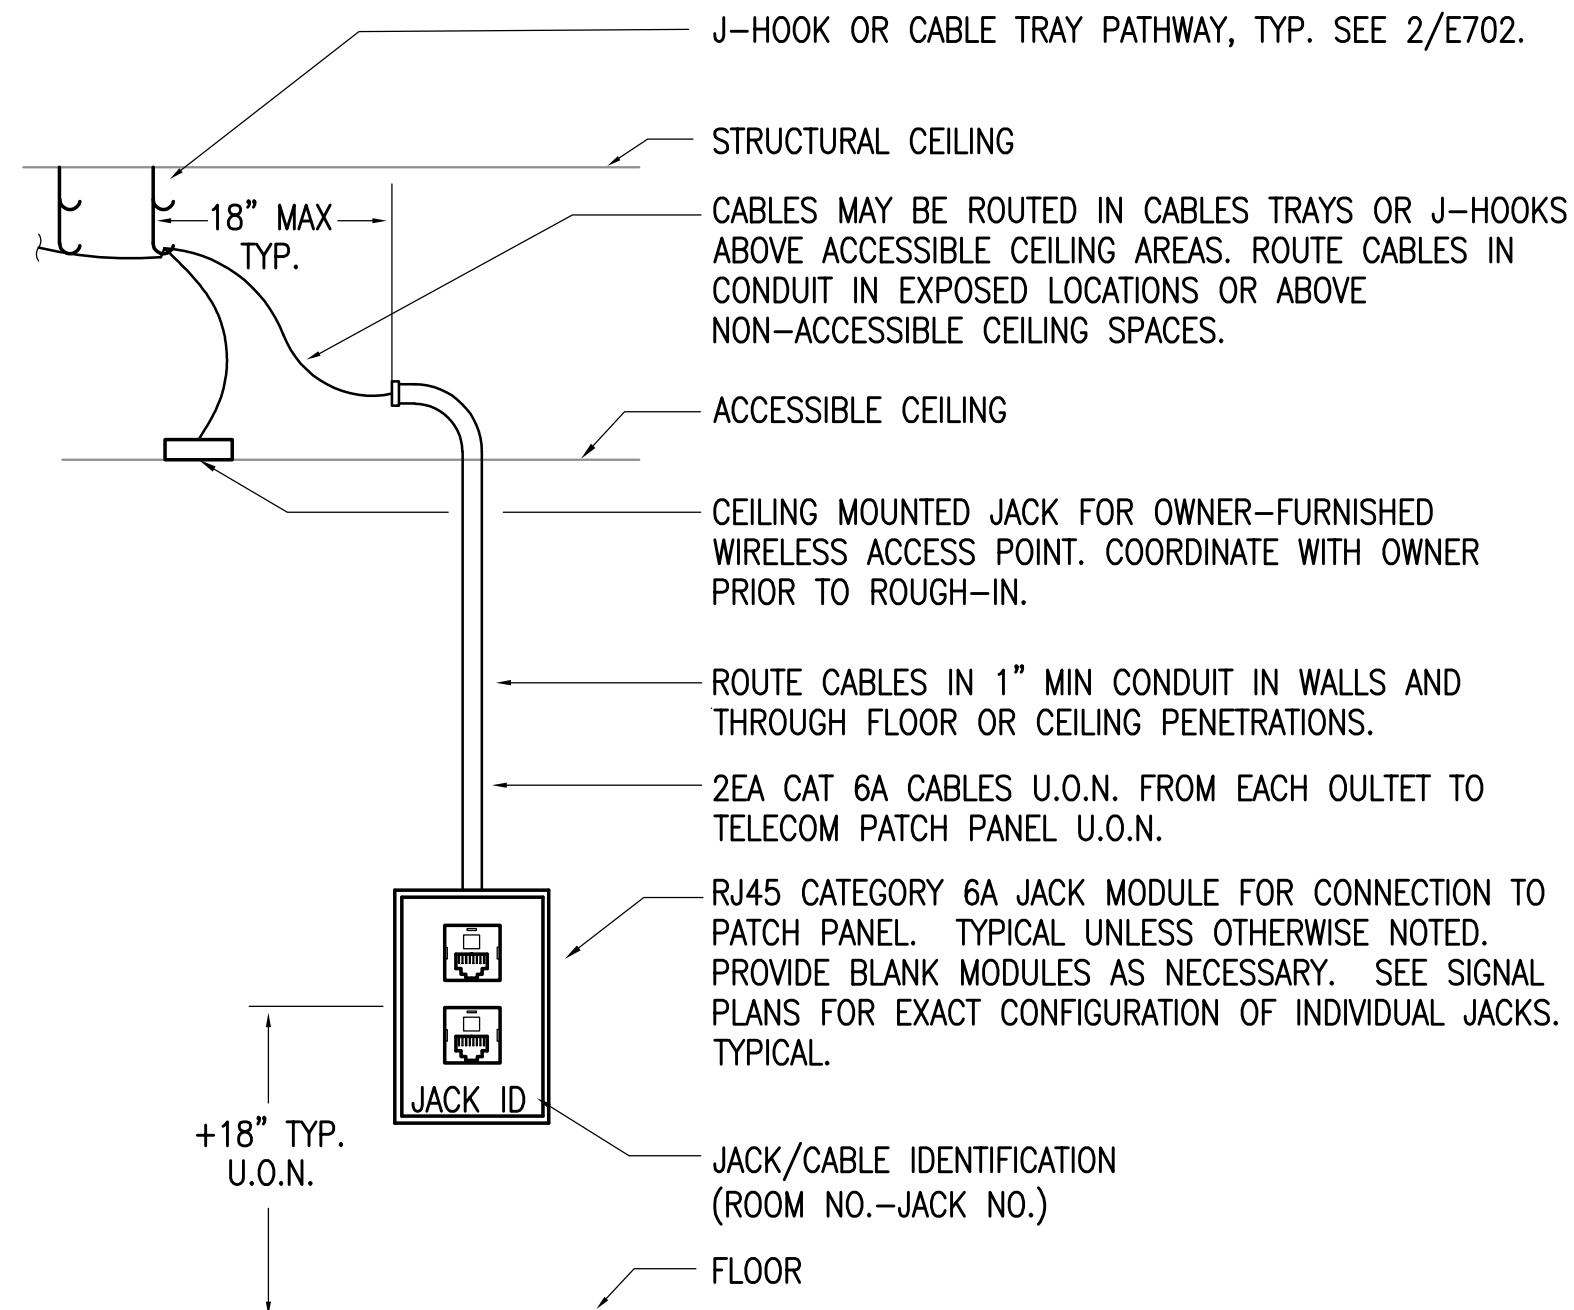 J-HOOK OR CABLE TRAY PATHWAY, TYP. SEE 2/E702.
STRUCTURAL CEILING
18" MAX
TYP.
CABLES MAY BE ROUTED IN CABLES TRAYS OR J-HOOKS
ABOVE ACCESSIBLE CEILING AREAS. ROUTE CABLES IN
CONDUIT IN EXPOSED LOCATIONS OR ABOVE
NON-ACCESSIBLE CEILING SPACES.
ACCESSIBLE CEILING
CEILING MOUNTED JACK FOR OWNER-FURNISHED
WIRELESS ACCESS POINT. COORDINATE WITH OWNER
PRIOR TO ROUGH-IN.
ROUTE CABLES IN 1" MIN CONDUIT IN WALLS AND
THROUGH FLOOR OR CEILING PENETRATIONS.
2EA CAT 6A CABLES U.O.N. FROM EACH OULTET TO
TELECOM PATCH PANEL U.O.N.
RJ45 CATEGORY 6A JACK MODULE FOR CONNECTION TO
PATCH PANEL. TYPICAL UNLESS OTHERWISE NOTED.
PROVIDE BLANK MODULES AS NECESSARY. SEE SIGNAL
PLANS FOR EXACT CONFIGURATION OF INDIVIDUAL JACKS.
TYPICAL.
JACK ID
+18" TYP.
U.O.N.
JACK/CABLE IDENTIFICATION
(ROOM NO.-JACK NO.)
FLOOR